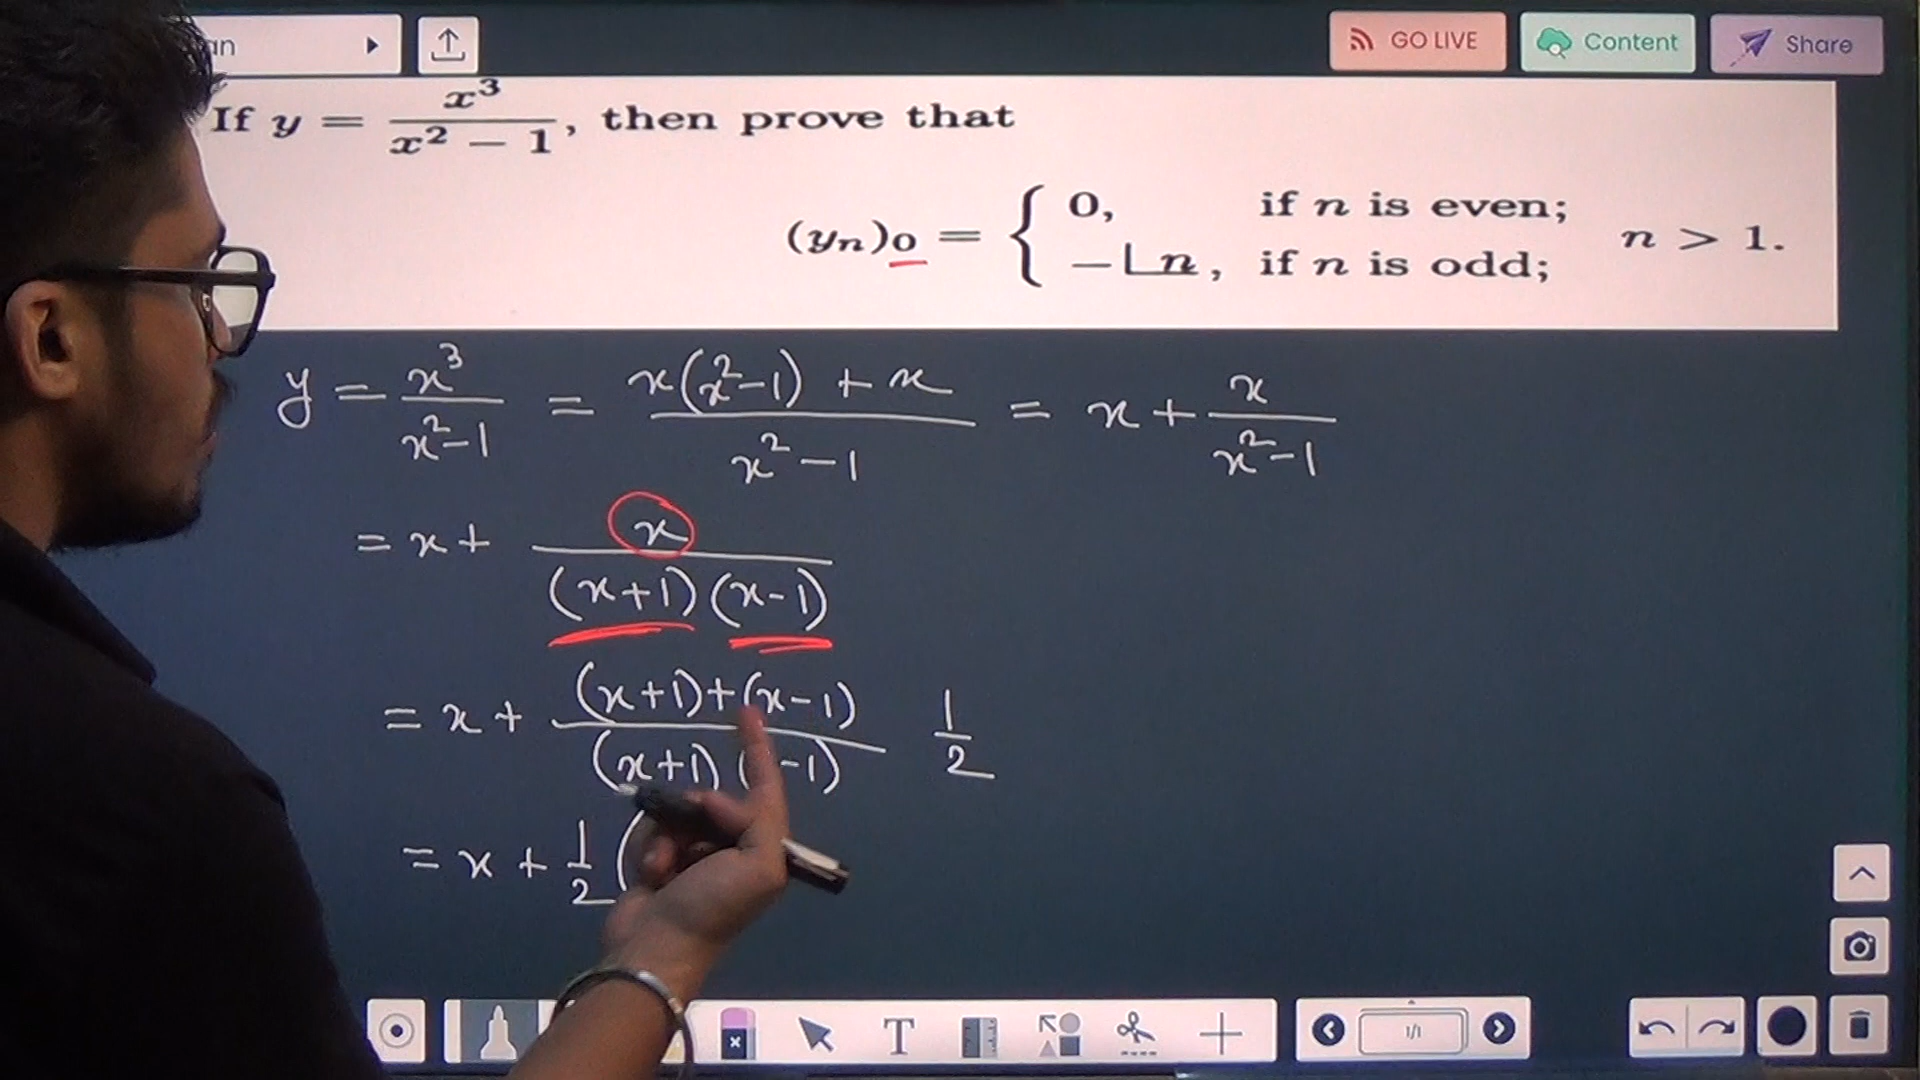 an
GO LIVE
Content
Share
If y = x³ / x² − 1, then prove that
(yₙ)₀ = { 0, if n is even;
−⌊n, if n is odd; n > 1.
y = x³ / x²−1 = x(x²−1) + x / x²−1 = x + x / x²−1
= x + x / (x+1)(x−1)
= x + (x+1)+(x−1) / (x+1)( −1) 1/2
= x + 1/2 (
T
1/1